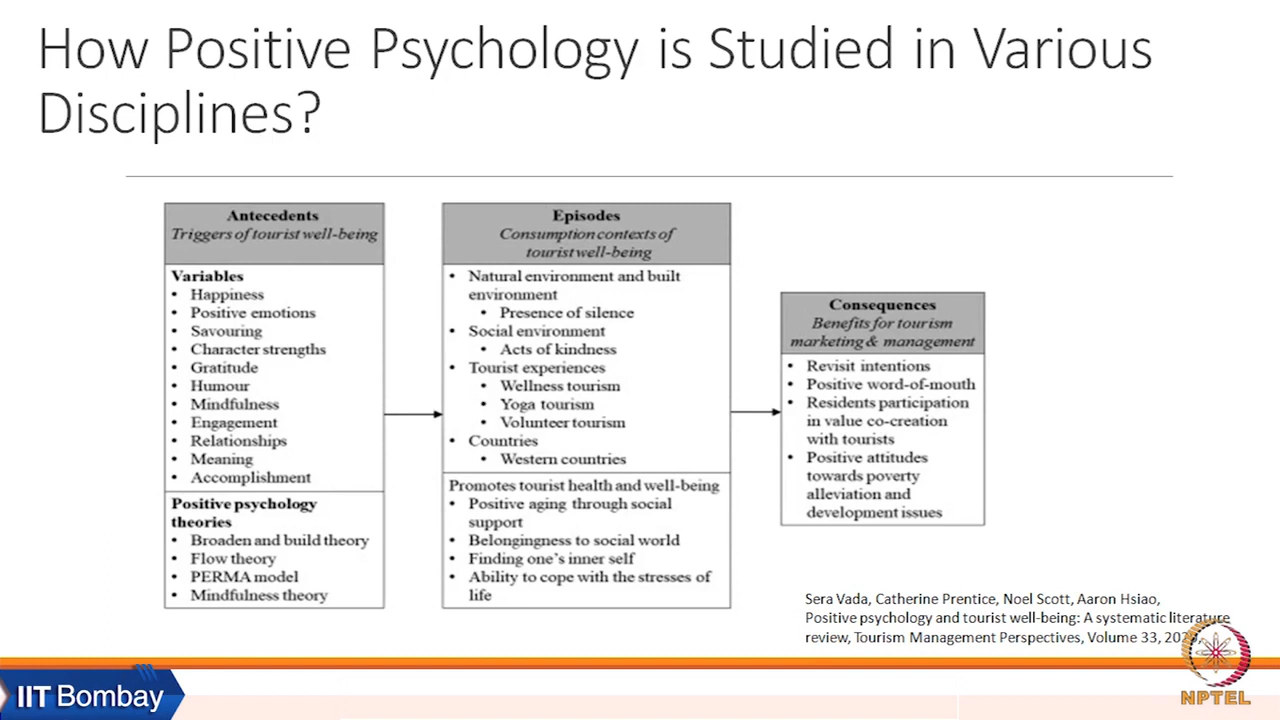 How Positive Psychology is Studied in Various
Disciplines?
Antecedents
Triggers of tourist well-being
Variables
• Happiness
• Positive emotions
• Savouring
• Character strengths
• Gratitude
• Humour
• Mindfulness
• Engagement
• Relationships
• Meaning
• Accomplishment
Positive psychology
theories
• Broaden and build theory
• Flow theory
• PERMA model
• Mindfulness theory
Episodes
Consumption contexts of
tourist well-being
• Natural environment and built
environment
• Presence of silence
• Social environment
• Acts of kindness
• Tourist experiences
• Wellness tourism
• Yoga tourism
• Volunteer tourism
• Countries
• Western countries
Promotes tourist health and well-being
• Positive aging through social
support
• Belongingness to social world
• Finding one's inner self
• Ability to cope with the stresses of
life
Consequences
Benefits for tourism
marketing & management
• Revisit intentions
• Positive word-of-mouth
• Residents participation
in value co-creation
with tourists
• Positive attitudes
towards poverty
alleviation and
development issues
Sera Vada, Catherine Prentice, Noel Scott, Aaron Hsiao,
Positive psychology and tourist well-being: A systematic literature
review, Tourism Management Perspectives, Volume 33,
IIT Bombay
NPTEL